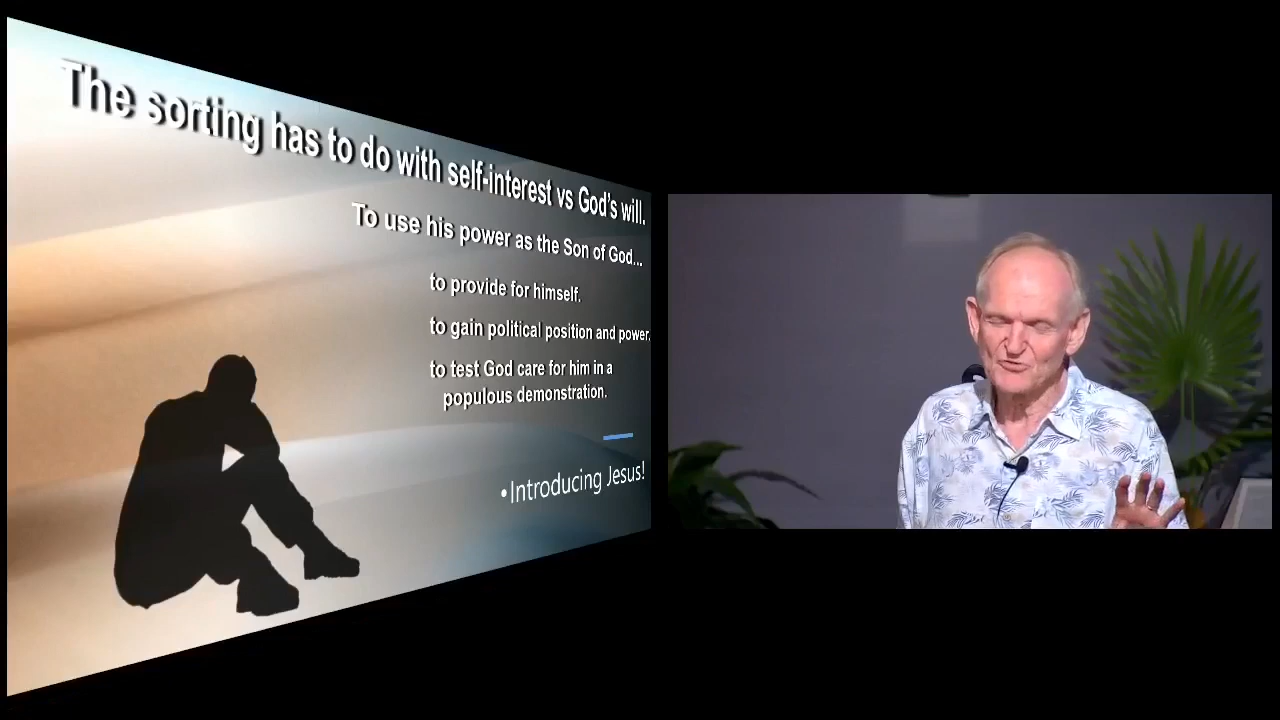 The sorting has to do with self-interest vs God's will.
To use his power as the Son of God...
to provide for himself.
to gain political position and power.
to test God care for him in a
populous demonstration.
•Introducing Jesus!